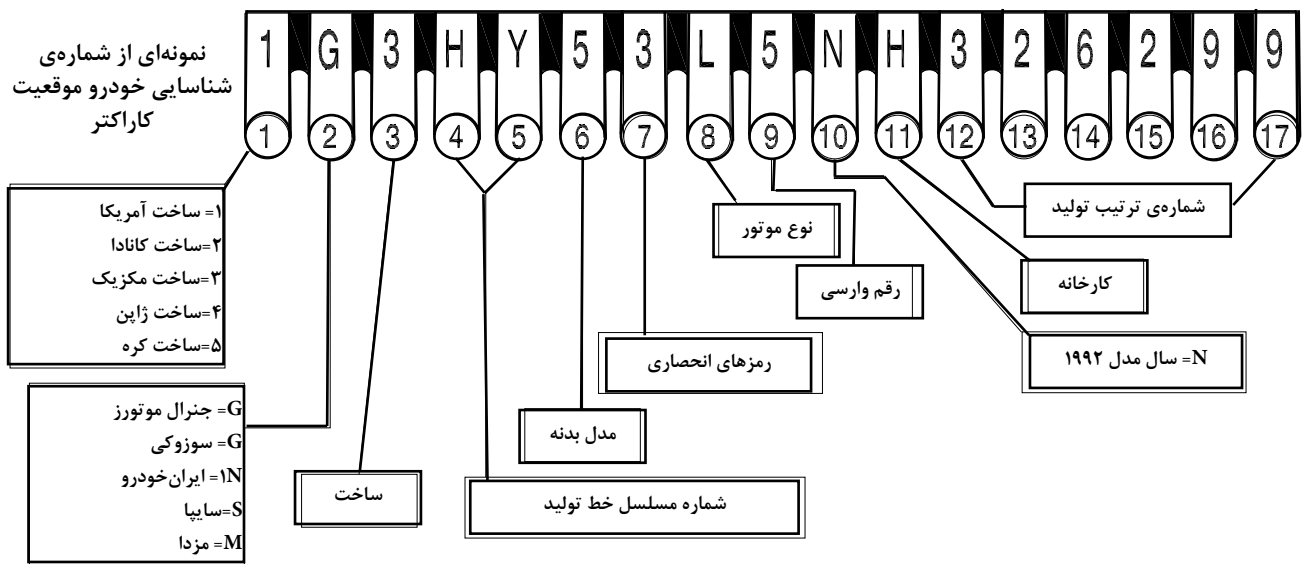 نمونه‌ای از شماره‌ی
شناسایی خودرو موقعیت
کاراکتر
1 G 3 H Y 5 3 L 5 N H 3 2 6 2 9 9
1 2 3 4 5 6 7 8 9 10 11 12 13 14 15 16 17
۱= ساخت آمریکا
۲=ساخت کانادا
۳=ساخت مکزیک
۴=ساخت ژاپن
۵=ساخت کره
G= جنرال موتورز
G= سوزوکی
۱N= ایران‌خودرو
S=سایپا
M= مزدا
ساخت
شماره مسلسل خط تولید
مدل بدنه
رمزهای انحصاری
نوع موتور
رقم وارسی
N= سال مدل ۱۹۹۲
کارخانه
شماره‌ی ترتیب تولید